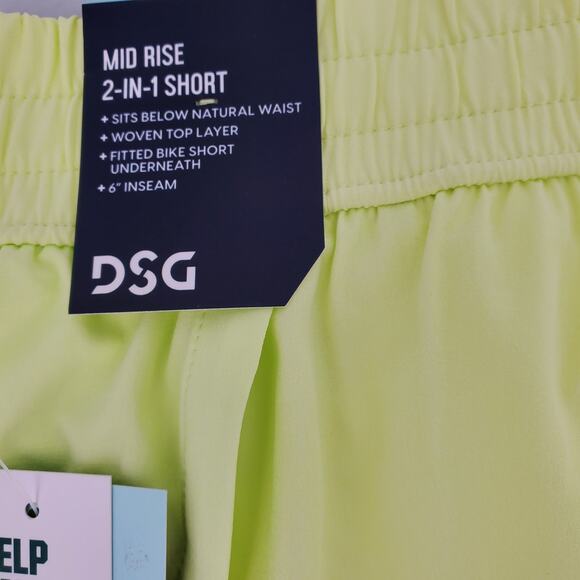 MID RISE
2-IN-1 SHORT
+ SITS BELOW NATURAL WAIST
+ WOVEN TOP LAYER
+ FITTED BIKE SHORT
UNDERNEATH
+ 6" INSEAM
DSG
ELP